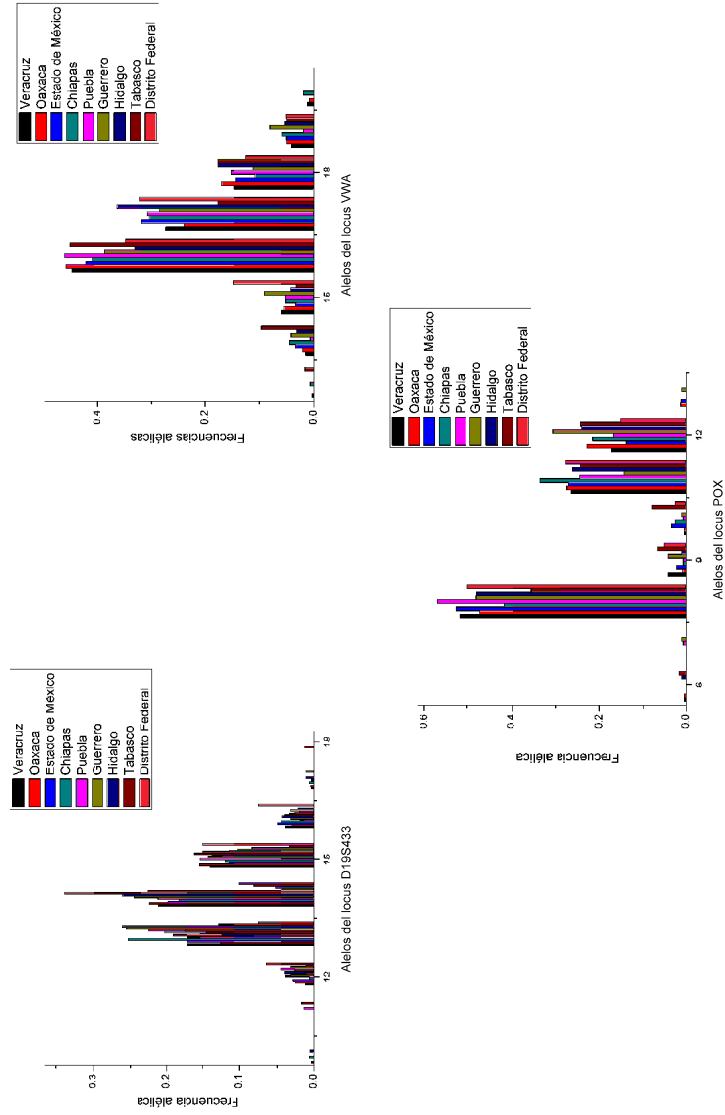 Veracruz
Oaxaca
Estado de México
Chiapas
Puebla
Guerrero
Hidalgo
Tabasco
Distrito Federal
Frecuencia alélica
0.3
0.2
0.1
0.0
12
15
18
Alelos del locus D19S433
Veracruz
Oaxaca
Estado de México
Chiapas
Puebla
Guerrero
Hidalgo
Tabasco
Distrito Federal
Frecuencias alélicas
0.4
0.2
0.0
15
18
Alelos del locus VWA
Veracruz
Oaxaca
Estado de México
Chiapas
Puebla
Guerrero
Hidalgo
Tabasco
Distrito Federal
Frecuencia alélica
0.6
0.4
0.2
0.0
6
9
12
Alelos del locus POX